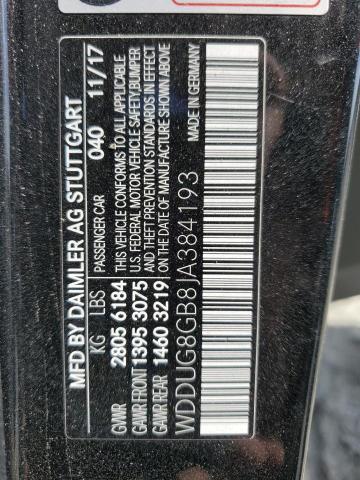 MFD BY DAIMLER AG STUTTGART
PASSENGER CAR 040 11/17
KG LBS
GVWR 2805 6184
GAWR FRONT 1395 3075
GAWR REAR 1460 3219
THIS VEHICLE CONFORMS TO ALL APPLICABLE
U.S. FEDERAL MOTOR VEHICLE SAFETY/BUMPER
AND THEFT PREVENTION STANDARDS IN EFFECT
ON THE DATE OF MANUFACTURE SHOWN ABOVE
WDDUG8GB8JA384193
MADE IN GERMANY